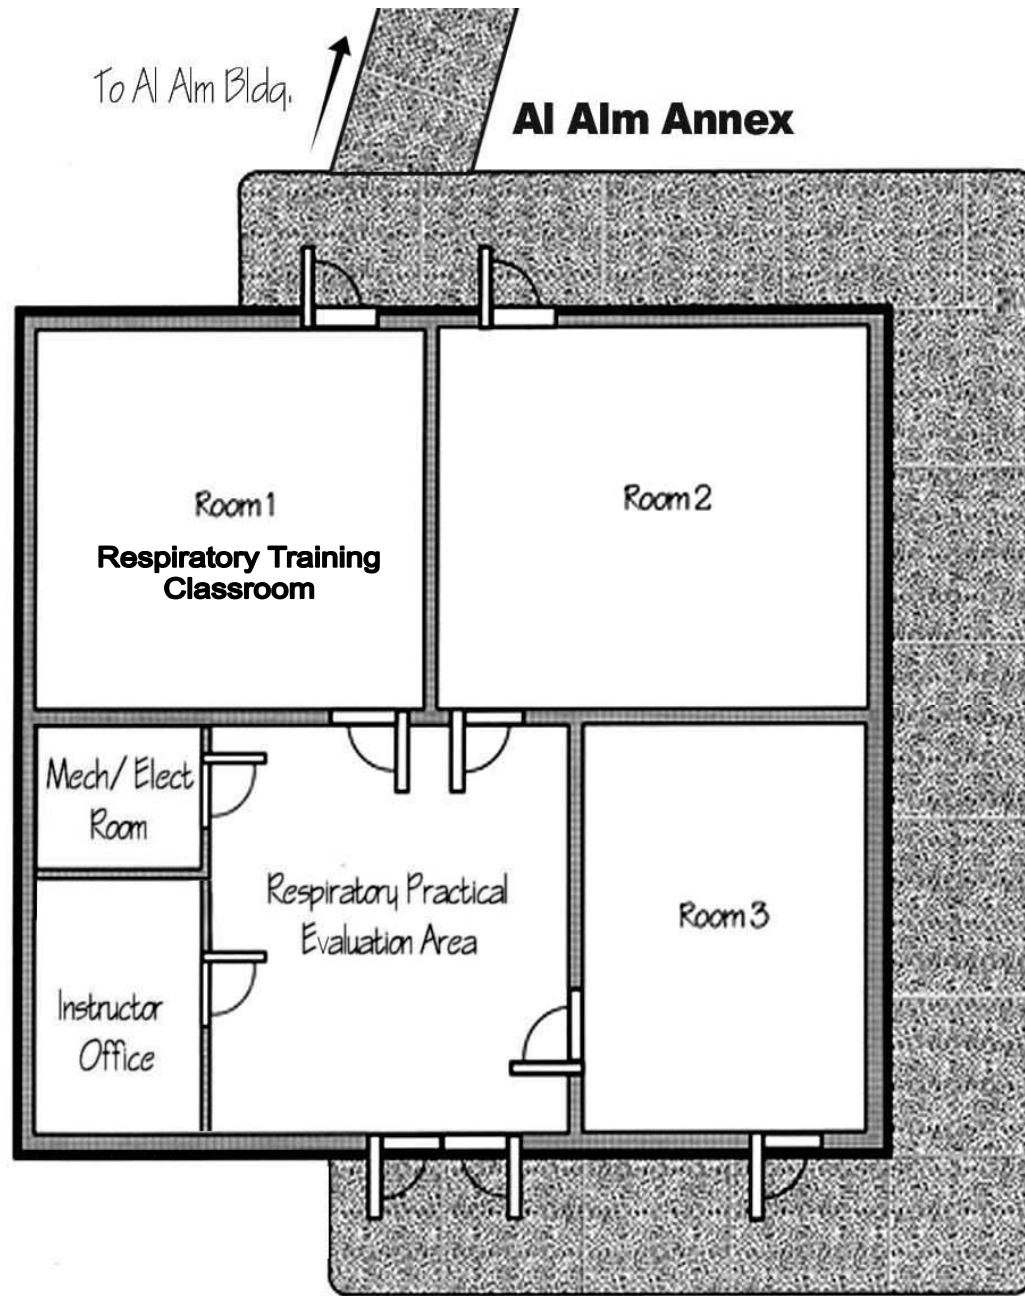 To Al Alm Bldg.
Al Alm Annex
Room 1
Respiratory Training
Classroom
Room 2
Mech/ Elect
Room
Respiratory Practical
Evaluation Area
Room 3
Instructor
Office